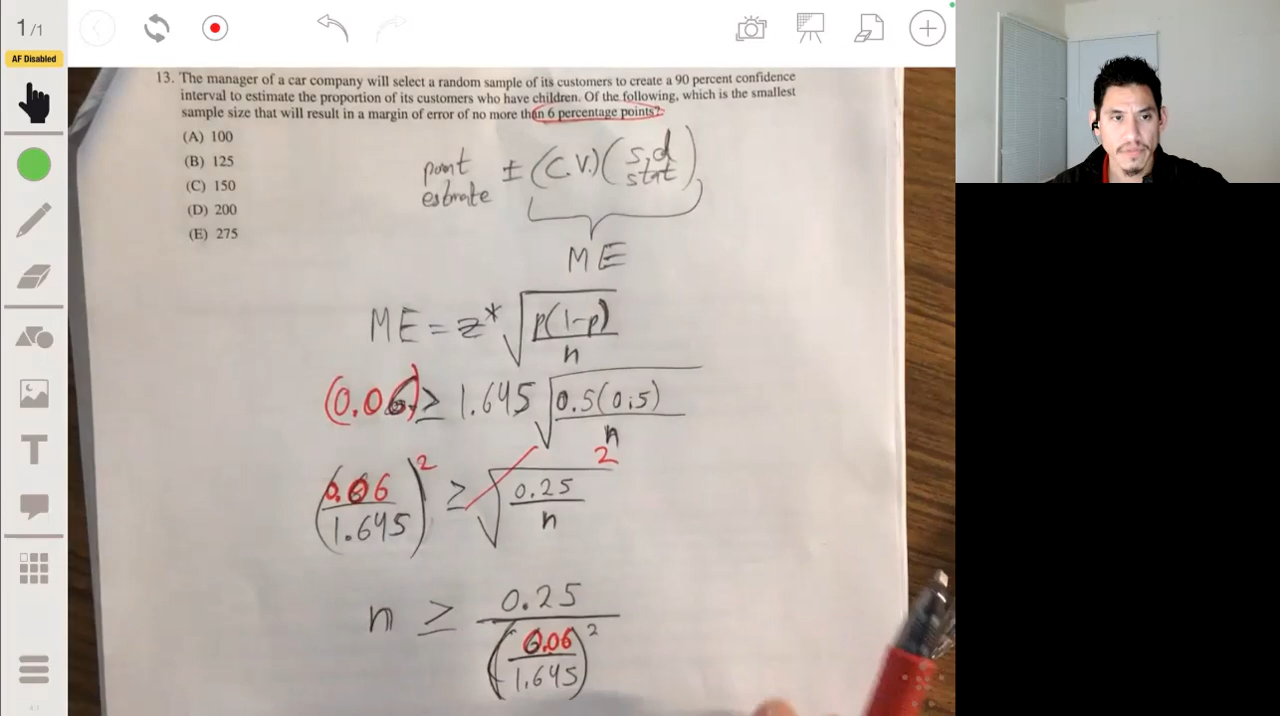 1/1
AF Disabled
T
13. The manager of a car company will select a random sample of its customers to create a 90 percent confidence
interval to estimate the proportion of its customers who have children. Of the following, which is the smallest
sample size that will result in a margin of error of no more than 6 percentage points?
(A) 100
(B) 125
(C) 150
(D) 200
(E) 275
point estimate ± (C.V.)(s.d stat)
ME
ME = z* √(p(1-p)/n)
(0.06) ≥ 1.645 √(0.5(0.5)/n)
(0.06/1.645)² ≥ √(0.25/n) ²
n ≥ 0.25/(0.06/1.645)²